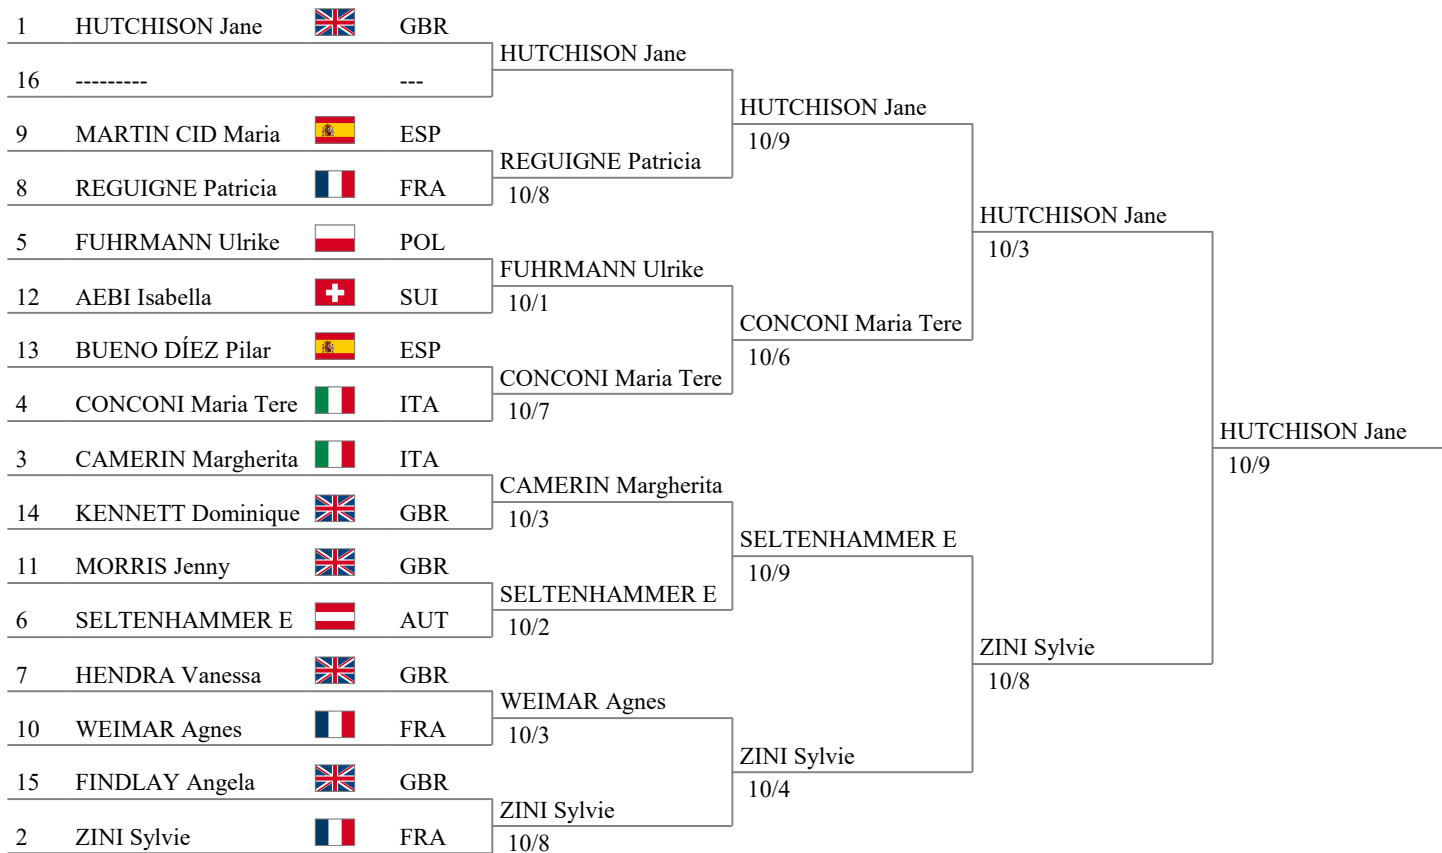 1 HUTCHISON Jane GBR
16 --------- ---
9 MARTIN CID Maria ESP
8 REGUIGNE Patricia FRA
5 FUHRMANN Ulrike POL
12 AEBI Isabella SUI
13 BUENO DÍEZ Pilar ESP
4 CONCONI Maria Tere ITA
3 CAMERIN Margherita ITA
14 KENNETT Dominique GBR
11 MORRIS Jenny GBR
6 SELTENHAMMER E AUT
7 HENDRA Vanessa GBR
10 WEIMAR Agnes FRA
15 FINDLAY Angela GBR
2 ZINI Sylvie FRA
HUTCHISON Jane
REGUIGNE Patricia
10/8
FUHRMANN Ulrike
10/1
CONCONI Maria Tere
10/7
CAMERIN Margherita
10/3
SELTENHAMMER E
10/2
WEIMAR Agnes
10/3
ZINI Sylvie
10/8
HUTCHISON Jane
10/9
CONCONI Maria Tere
10/6
SELTENHAMMER E
10/9
ZINI Sylvie
10/4
HUTCHISON Jane
10/3
ZINI Sylvie
10/8
HUTCHISON Jane
10/9